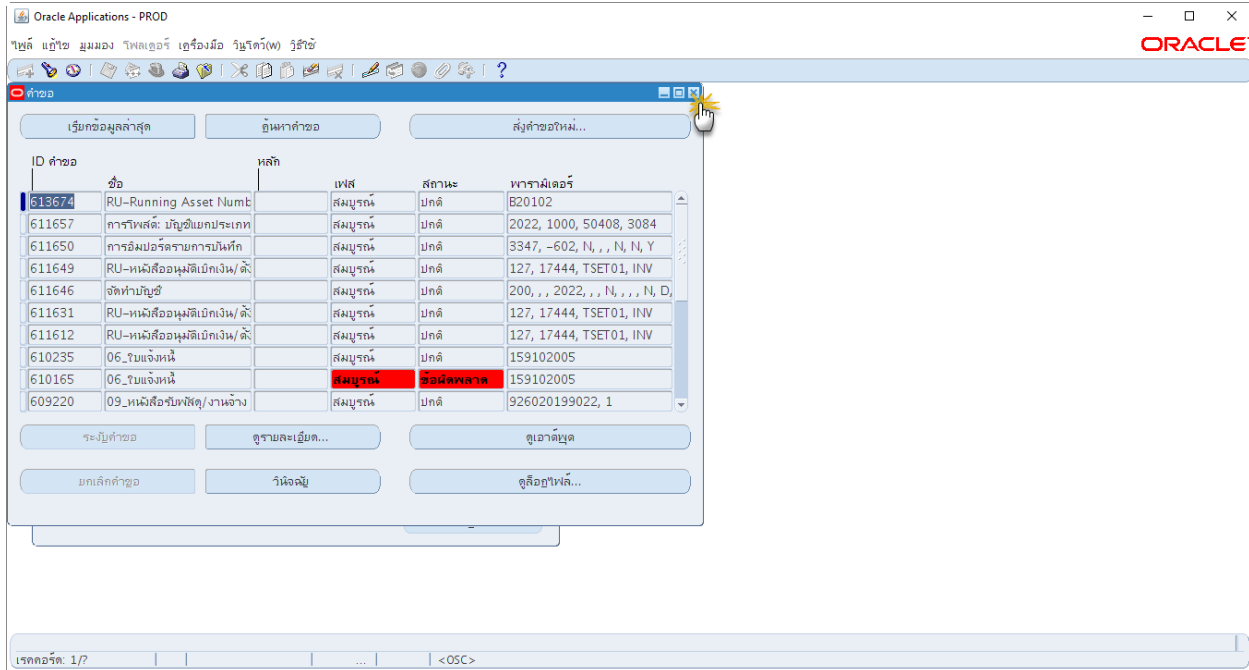 Oracle Applications - PROD
ไฟล์ แก้ไข มุมมอง โฟลเดอร์ เครื่องมือ วินโดว์(W) วิธีใช้
ORACLE
คำขอ
เรียกข้อมูลล่าสุด ค้นหาคำขอ ส่งคำขอใหม่...
ID คำขอ หลัก
ชื่อ เฟส สถานะ พารามิเตอร์
613674 RU-Running Asset Numb สมบูรณ์ ปกติ B20102
611657 การโพสต์: บัญชีแยกประเภท สมบูรณ์ ปกติ 2022, 1000, 50408, 3084
611650 การอิมปอร์ตรายการบันทึก สมบูรณ์ ปกติ 3347, -602, N, , , N, N, Y
611649 RU-หนังสืออนุมัติเบิกเงิน/ตั้ง สมบูรณ์ ปกติ 127, 17444, TSET01, INV
611646 จัดทำบัญชี สมบูรณ์ ปกติ 200, , , 2022, , , N, , , , N, D,
611631 RU-หนังสืออนุมัติเบิกเงิน/ตั้ง สมบูรณ์ ปกติ 127, 17444, TSET01, INV
611612 RU-หนังสืออนุมัติเบิกเงิน/ตั้ง สมบูรณ์ ปกติ 127, 17444, TSET01, INV
610235 06_ใบแจ้งหนี้ สมบูรณ์ ปกติ 159102005
610165 06_ใบแจ้งหนี้ สมบูรณ์ ข้อผิดพลาด 159102005
609220 09_หนังสือรับพัสดุ/งานจ้าง สมบูรณ์ ปกติ 926020199022, 1
ระงับคำขอ ดูรายละเอียด... ดูเอาต์พุต
ยกเลิกคำขอ วินิจฉัย ดูล็อกไฟล์...
เรคคอร์ด: 1/? ... <OSC>